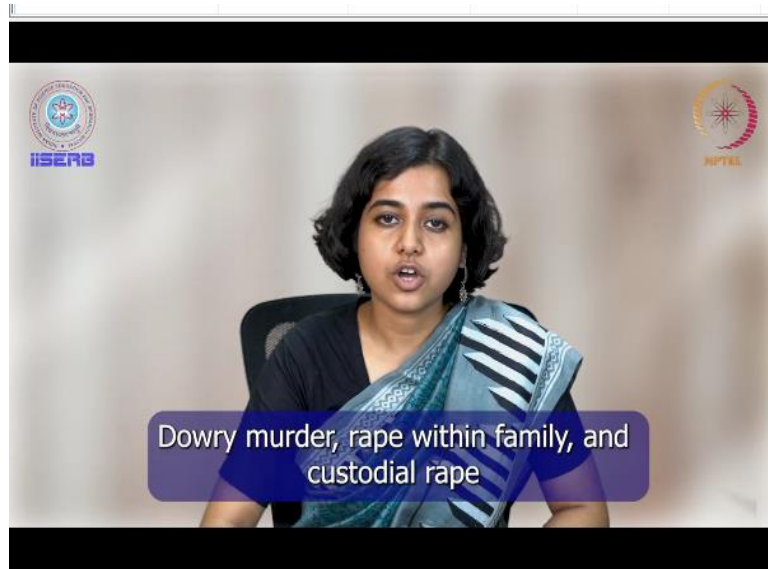 IISERB
NPTEL
Dowry murder, rape within family, and
custodial rape